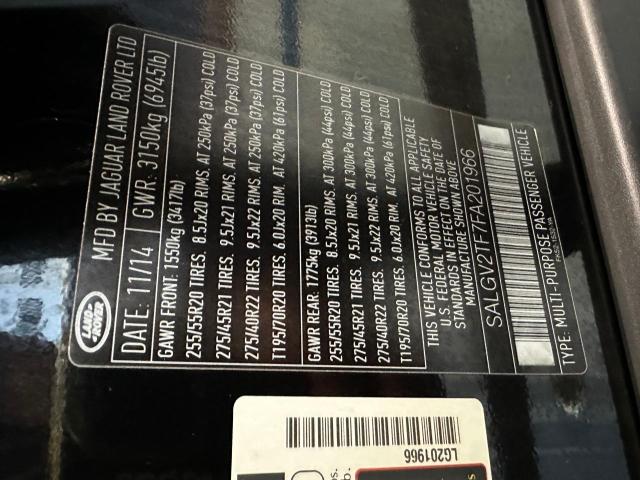 LAND-
ROVER
MFD BY JAGUAR LAND ROVER LTD
DATE: 11/14 GWR: 3150kg (6945lb)
GAWR FRONT: 1550kg (3417lb)
255/55R20 TIRES. 8.5Jx20 RIMS. AT 250kPa (37psi) COLD
275/45R21 TIRES. 9.5Jx21 RIMS. AT 250kPa (37psi) COLD
275/40R22 TIRES. 9.5Jx22 RIMS. AT 250kPa (37psi) COLD
T195/70R20 TIRES. 6.0Jx20 RIM. AT 420kPa (61psi) COLD
GAWR REAR: 1775kg (3913lb)
255/55R20 TIRES. 8.5Jx20 RIMS. AT 300kPa (44psi) COLD
275/45R21 TIRES. 9.5Jx21 RIMS. AT 300kPa (44psi) COLD
275/40R22 TIRES. 9.5Jx22 RIMS. AT 300kPa (44psi) COLD
T195/70R20 TIRES. 6.0Jx20 RIM. AT 420kPa (61psi) COLD
THIS VEHICLE CONFORMS TO ALL APPLICABLE
U.S. FEDERAL MOTOR VEHICLE SAFETY
STANDARDS IN EFFECT ON THE DATE OF
MANUFACTURE SHOWN ABOVE
SALGV2TF7FA201966
TYPE: MULTI-PURPOSE PASSENGER VEHICLE
LG201966